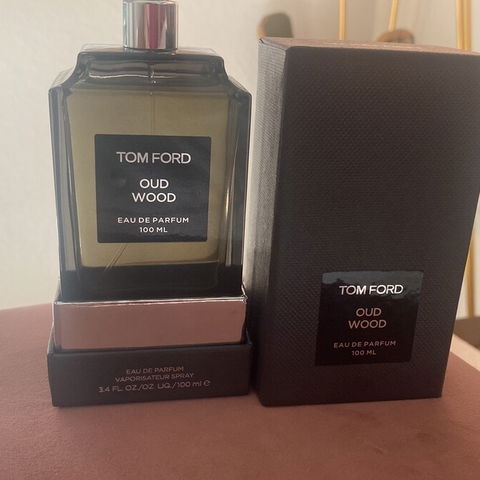 TOM FORD
OUD
WOOD
EAU DE PARFUM
100 ML
EAU DE PARFUM
VAPORISATEUR SPRAY
3.4 FL. OZ./OZ. LIQ./100 ml ℮
TOM FORD
OUD
WOOD
EAU DE PARFUM
100 ML